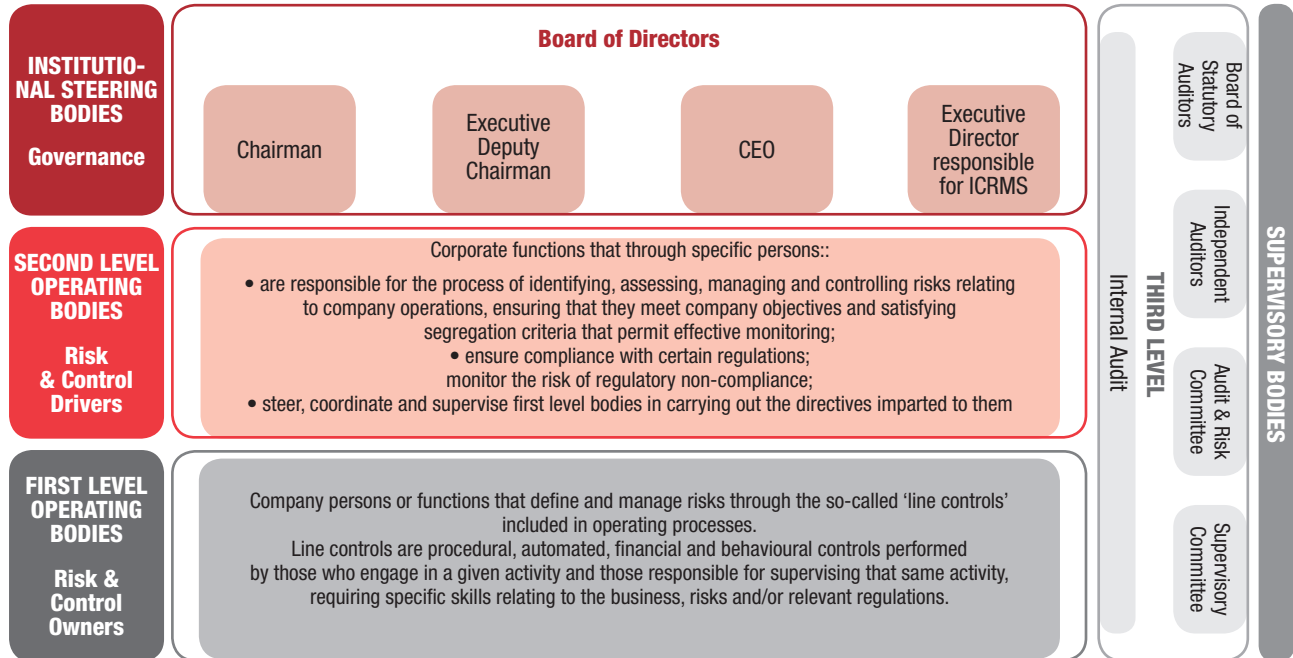 INSTITUTIO-
NAL STEERING
BODIES
Governance
Board of Directors
Chairman
Executive
Deputy
Chairman
CEO
Executive
Director
responsible
for ICRMS
SECOND LEVEL
OPERATING
BODIES
Risk
& Control
Drivers
Corporate functions that through specific persons::
• are responsible for the process of identifying, assessing, managing and controlling risks relating
to company operations, ensuring that they meet company objectives and satisfying
segregation criteria that permit effective monitoring;
• ensure compliance with certain regulations;
monitor the risk of regulatory non-compliance;
• steer, coordinate and supervise first level bodies in carrying out the directives imparted to them
FIRST LEVEL
OPERATING
BODIES
Risk &
Control
Owners
Company persons or functions that define and manage risks through the so-called ‘line controls’
included in operating processes.
Line controls are procedural, automated, financial and behavioural controls performed
by those who engage in a given activity and those responsible for supervising that same activity,
requiring specific skills relating to the business, risks and/or relevant regulations.
Internal Audit
THIRD LEVEL
Board of
Statutory
Auditors
Independent
Auditors
Audit & Risk
Committee
Supervisory
Committee
SUPERVISORY BODIES